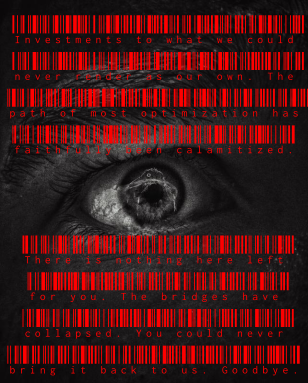 Investments to what we could
never render as our own. The
path of most optimization has
faithfully been calamitized.
There is nothing here left
for you. The bridges have
collapsed. You could never
bring it back to us. Goodbye.